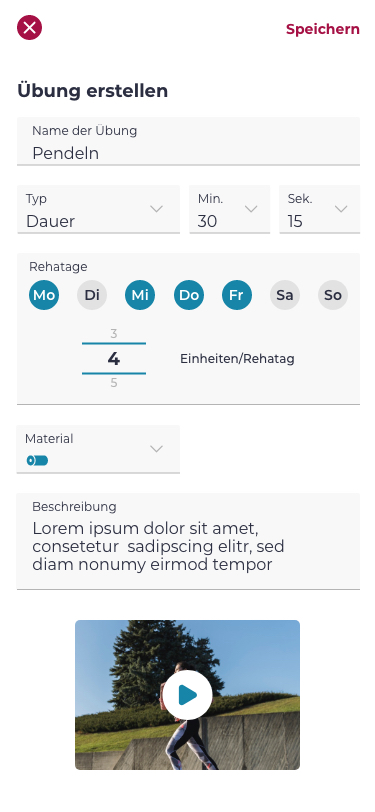 Speichern
Übung erstellen
Name der Übung
Pendeln
Typ
Dauer
Min.
30
Sek.
15
Rehatage
Mo Di Mi Do Fr Sa So
3
4
5
Einheiten/Rehatag
Material
Beschreibung
Lorem ipsum dolor sit amet,
consetetur  sadipscing elitr, sed
diam nonumy eirmod tempor